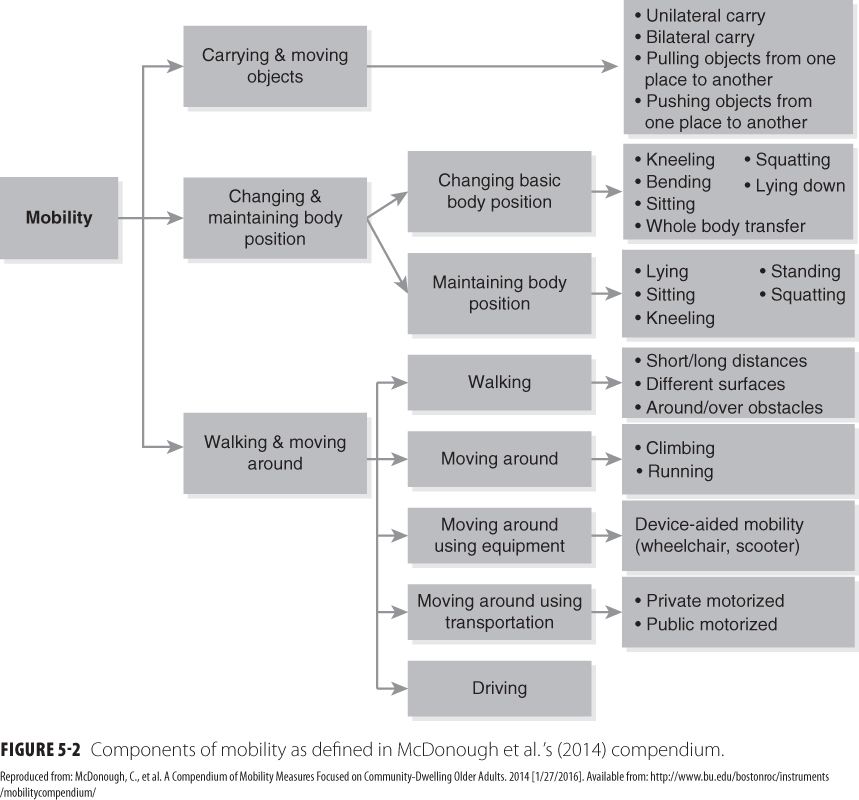 Mobility
Carrying & moving
objects
• Unilateral carry
• Bilateral carry
• Pulling objects from one
place to another
• Pushing objects from
one place to another
Changing &
maintaining body
position
Changing basic
body position
• Kneeling • Squatting
• Bending • Lying down
• Sitting
• Whole body transfer
Maintaining body
position
• Lying • Standing
• Sitting • Squatting
• Kneeling
Walking & moving
around
Walking
• Short/long distances
• Different surfaces
• Around/over obstacles
Moving around
• Climbing
• Running
Moving around
using equipment
Device-aided mobility
(wheelchair, scooter)
Moving around using
transportation
• Private motorized
• Public motorized
Driving
FIGURE 5-2 Components of mobility as defined in McDonough et al.’s (2014) compendium.
Reproduced from: McDonough, C., et al. A Compendium of Mobility Measures Focused on Community-Dwelling Older Adults. 2014 [1/27/2016]. Available from: http://www.bu.edu/bostonroc/instruments
/mobilitycompendium/